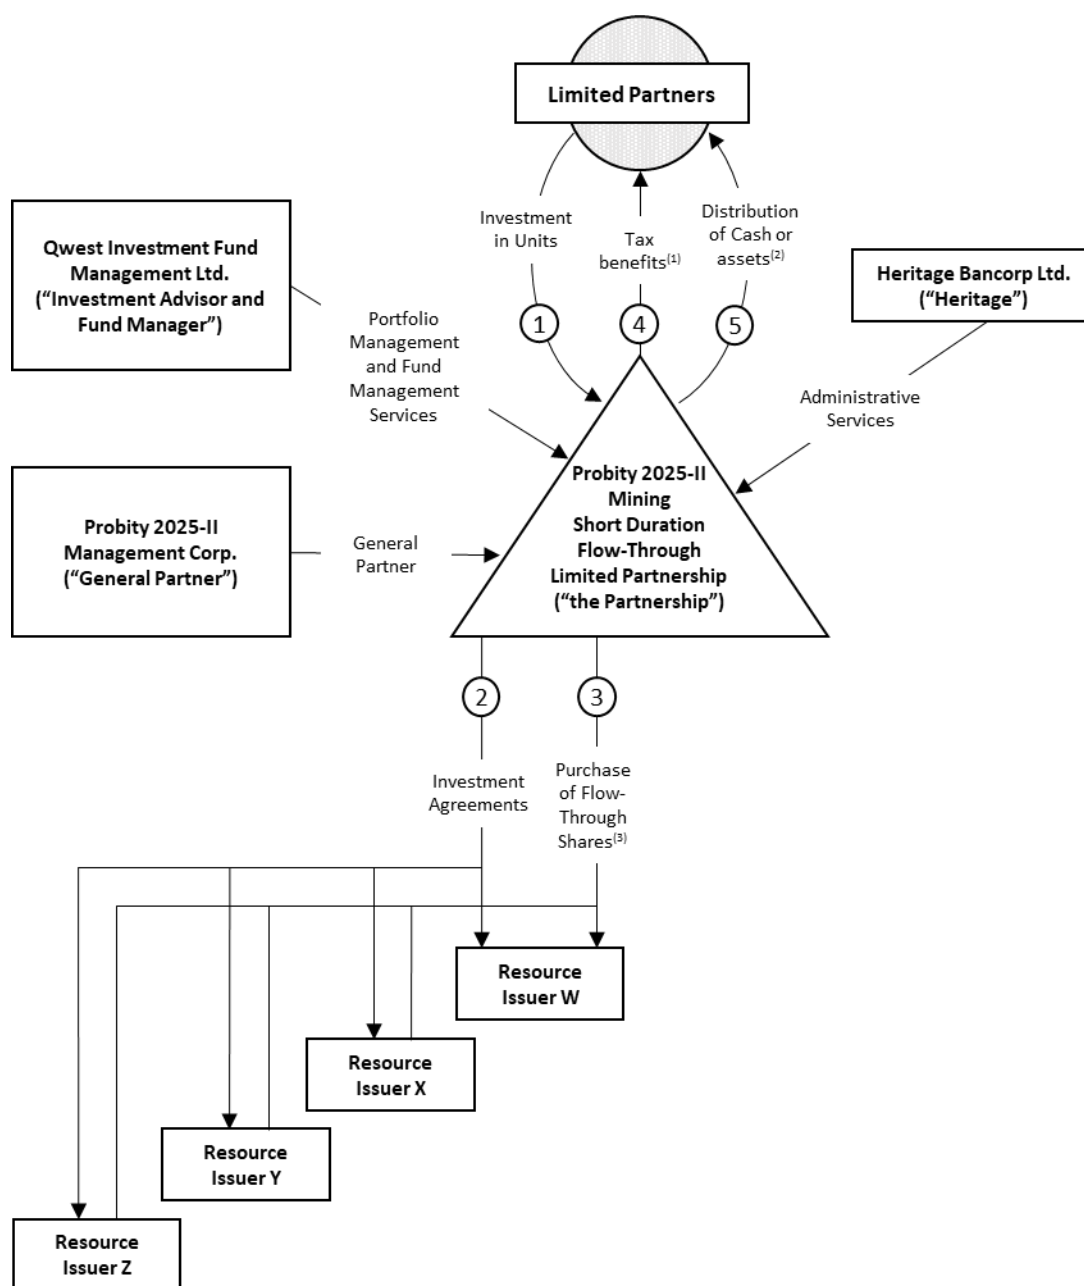 Limited Partners
Investment
in Units
Tax
benefits(1)
Distribution
of Cash or
assets(2)
Qwest Investment Fund
Management Ltd.
(“Investment Advisor and
Fund Manager”)
Heritage Bancorp Ltd.
(“Heritage”)
1
4
5
Portfolio
Management
and Fund
Management
Services
Administrative
Services
Probity 2025-II
Management Corp.
(“General Partner”)
General
Partner
Probity 2025-II
Mining
Short Duration
Flow-Through
Limited Partnership
(“the Partnership”)
2
3
Investment
Agreements
Purchase
of Flow-
Through
Shares(3)
Resource
Issuer W
Resource
Issuer X
Resource
Issuer Y
Resource
Issuer Z